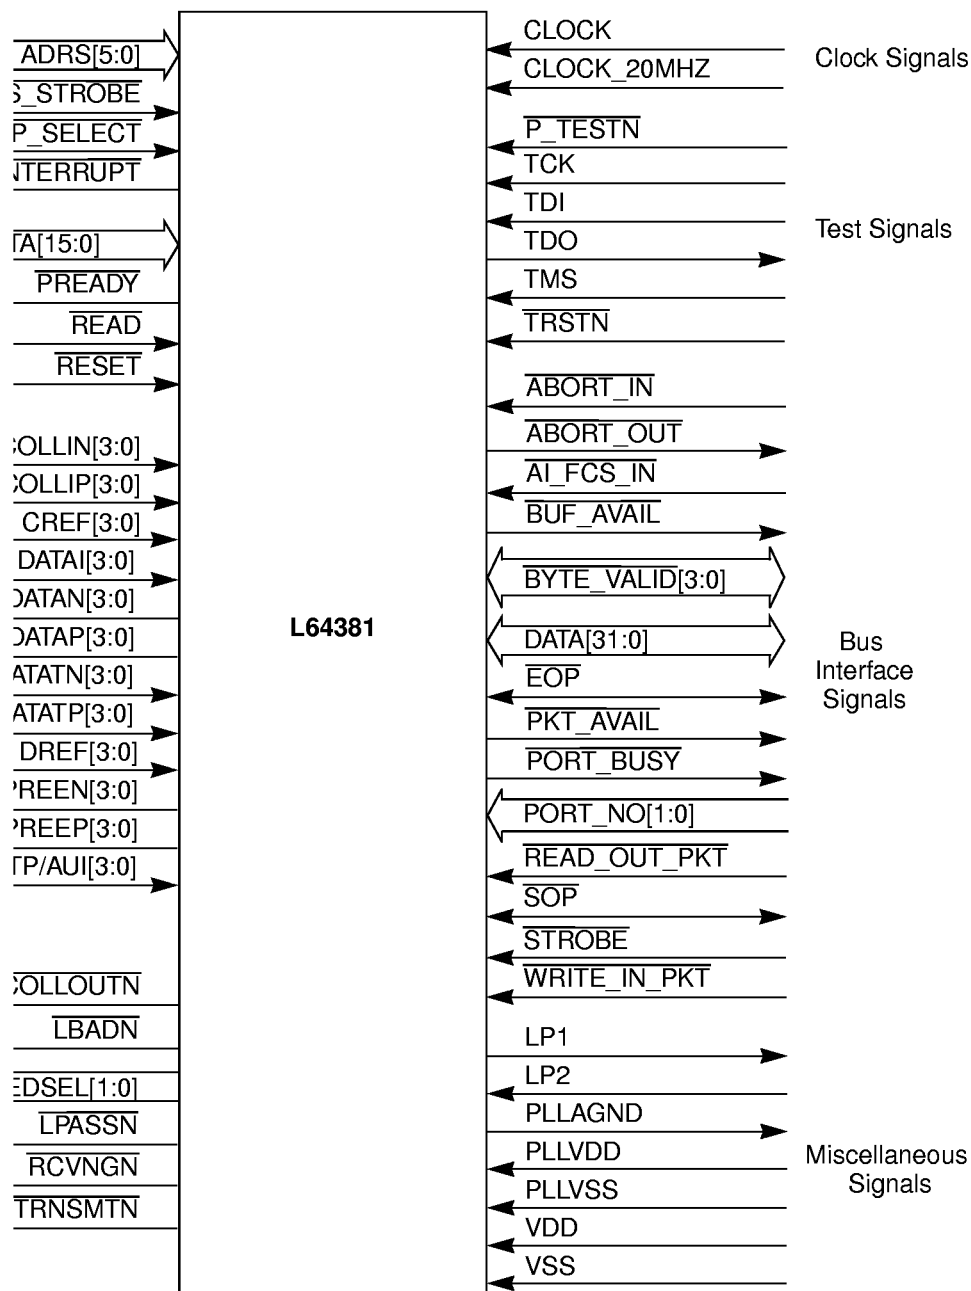 ADRS[5:0]
S_STROBE
P_SELECT
NTERRUPT
TA[15:0]
PREADY
READ
RESET
COLLIN[3:0]
COLLIP[3:0]
CREF[3:0]
DATAI[3:0]
DATAN[3:0]
DATAP[3:0]
ATATN[3:0]
ATATP[3:0]
DREF[3:0]
PREEN[3:0]
PREEP[3:0]
TP/AUI[3:0]
COLLOUTN
LBADN
EDSEL[1:0]
LPASSN
RCVNGN
TRNSMTN
L64381
CLOCK
CLOCK_20MHZ
Clock Signals
P_TESTN
TCK
TDI
TDO
TMS
TRSTN
Test Signals
ABORT_IN
ABORT_OUT
AI_FCS_IN
BUF_AVAIL
BYTE_VALID[3:0]
DATA[31:0]
EOP
PKT_AVAIL
PORT_BUSY
PORT_NO[1:0]
READ_OUT_PKT
SOP
STROBE
WRITE_IN_PKT
Bus
Interface
Signals
LP1
LP2
PLLAGND
PLLVDD
PLLVSS
VDD
VSS
Miscellaneous
Signals